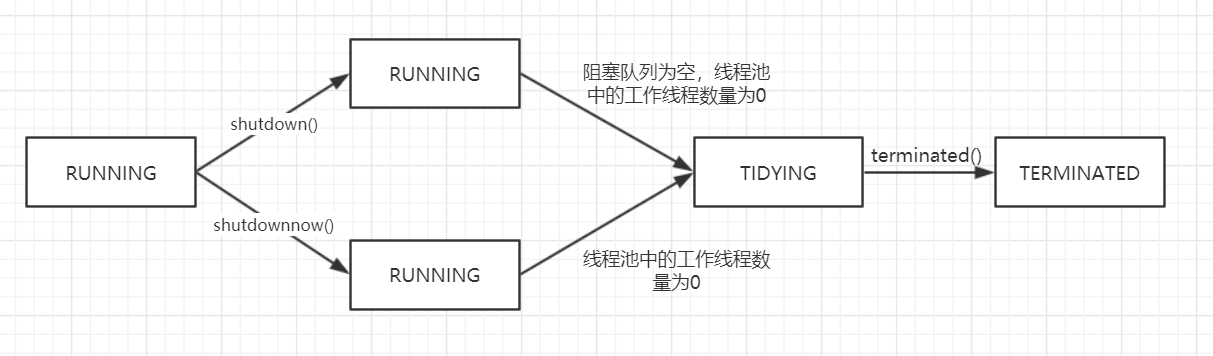 RUNNING
shutdown()
shutdownnow()
RUNNING
RUNNING
阻塞队列为空，线程池
中的工作线程数量为0
线程池中的工作线程数
量为0
TIDYING
terminated()
TERMINATED